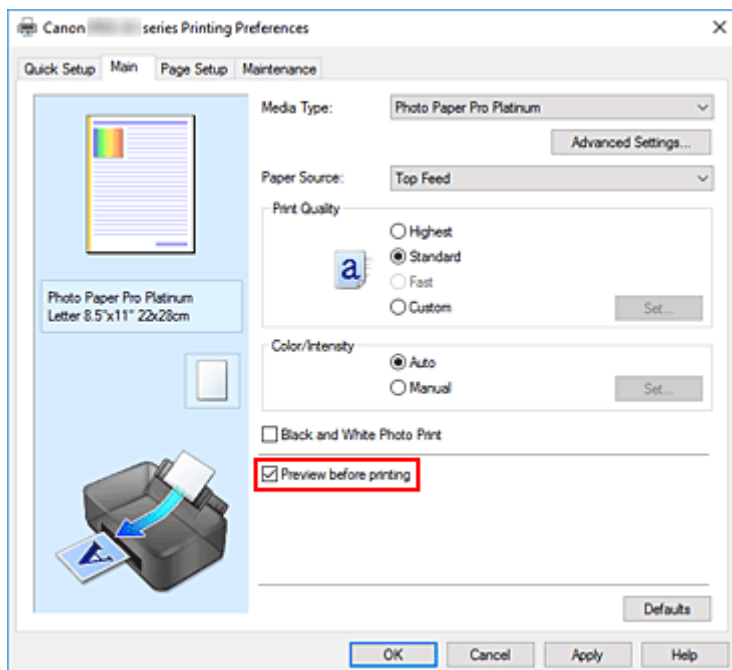 Canon series Printing Preferences
Quick Setup Main Page Setup Maintenance
Media Type: Photo Paper Pro Platinum
Advanced Settings...
Paper Source: Top Feed
Print Quality
Highest
a Standard
Fast
Custom Set...
Photo Paper Pro Platinum
Letter 8.5"x11" 22x28cm
Color/Intensity
Auto
Manual Set...
Black and White Photo Print
Preview before printing
A
Defaults
OK Cancel Apply Help